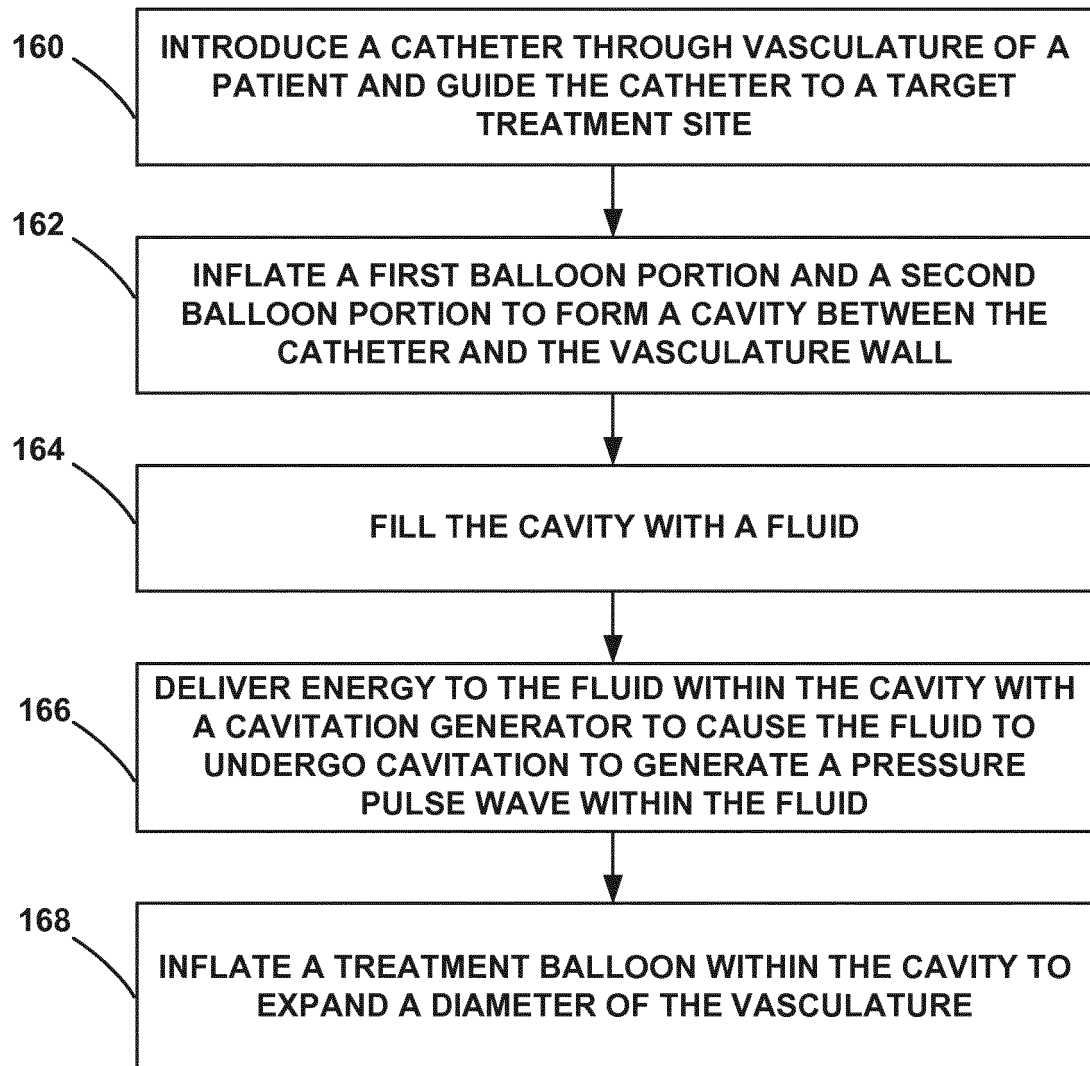 160
INTRODUCE A CATHETER THROUGH VASCULATURE OF A
PATIENT AND GUIDE THE CATHETER TO A TARGET
TREATMENT SITE
162
INFLATE A FIRST BALLOON PORTION AND A SECOND
BALLOON PORTION TO FORM A CAVITY BETWEEN THE
CATHETER AND THE VASCULATURE WALL
164
FILL THE CAVITY WITH A FLUID
166
DELIVER ENERGY TO THE FLUID WITHIN THE CAVITY WITH
A CAVITATION GENERATOR TO CAUSE THE FLUID TO
UNDERGO CAVITATION TO GENERATE A PRESSURE
PULSE WAVE WITHIN THE FLUID
168
INFLATE A TREATMENT BALLOON WITHIN THE CAVITY TO
EXPAND A DIAMETER OF THE VASCULATURE